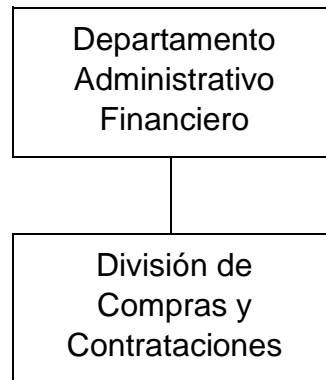 Departamento
Administrativo
Financiero
División de
Compras y
Contrataciones